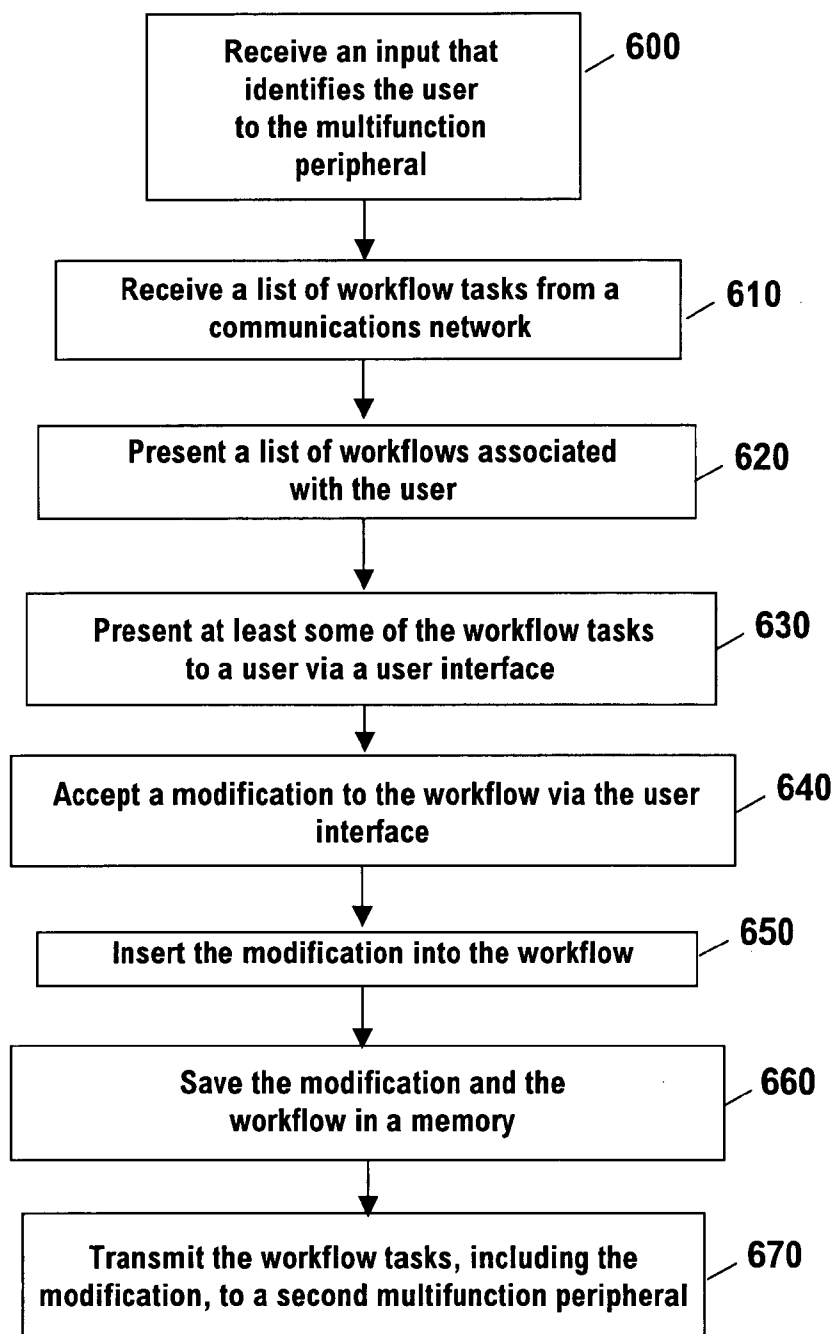 Receive an input that
identifies the user
to the multifunction
peripheral
600
Receive a list of workflow tasks from a
communications network
610
Present a list of workflows associated
with the user
620
Present at least some of the workflow tasks
to a user via a user interface
630
Accept a modification to the workflow via the user
interface
640
Insert the modification into the workflow
650
Save the modification and the
workflow in a memory
660
Transmit the workflow tasks, including the
modification, to a second multifunction peripheral
670